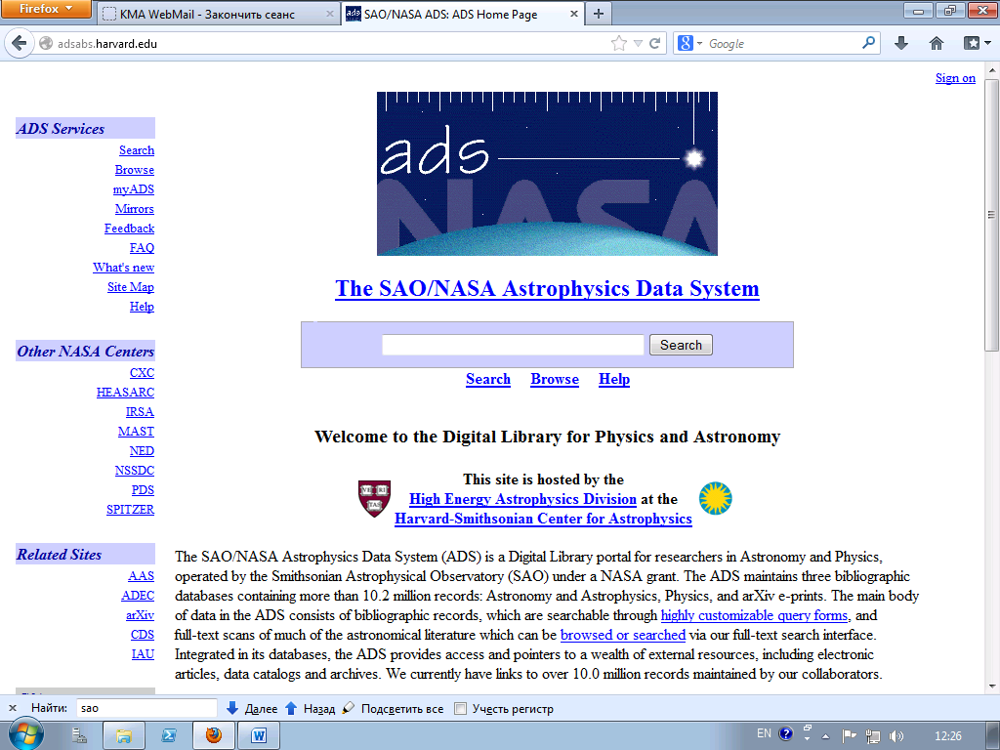 Firefox
KMA WebMail - Закончить сеанс
SAO/NASA ADS: ADS Home Page
adsabs.harvard.edu
Google
Sign on
ADS Services
Search
Browse
myADS
Mirrors
Feedback
FAQ
What's new
Site Map
Help
Other NASA Centers
CXC
HEASARC
IRSA
MAST
NED
NSSDC
PDS
SPITZER
Related Sites
AAS
ADEC
arXiv
CDS
IAU
ads
NASA
The SAO/NASA Astrophysics Data System
Search
Search Browse Help
Welcome to the Digital Library for Physics and Astronomy
VE RI
TAS
This site is hosted by the
High Energy Astrophysics Division at the
Harvard-Smithsonian Center for Astrophysics
The SAO/NASA Astrophysics Data System (ADS) is a Digital Library portal for researchers in Astronomy and Physics,
operated by the Smithsonian Astrophysical Observatory (SAO) under a NASA grant. The ADS maintains three bibliographic
databases containing more than 10.2 million records: Astronomy and Astrophysics, Physics, and arXiv e-prints. The main body
of data in the ADS consists of bibliographic records, which are searchable through highly customizable query forms, and
full-text scans of much of the astronomical literature which can be browsed or searched via our full-text search interface.
Integrated in its databases, the ADS provides access and pointers to a wealth of external resources, including electronic
articles, data catalogs and archives. We currently have links to over 10.0 million records maintained by our collaborators.
Найти: sao Далее Назад Подсветить все Учесть регистр
EN 12:26